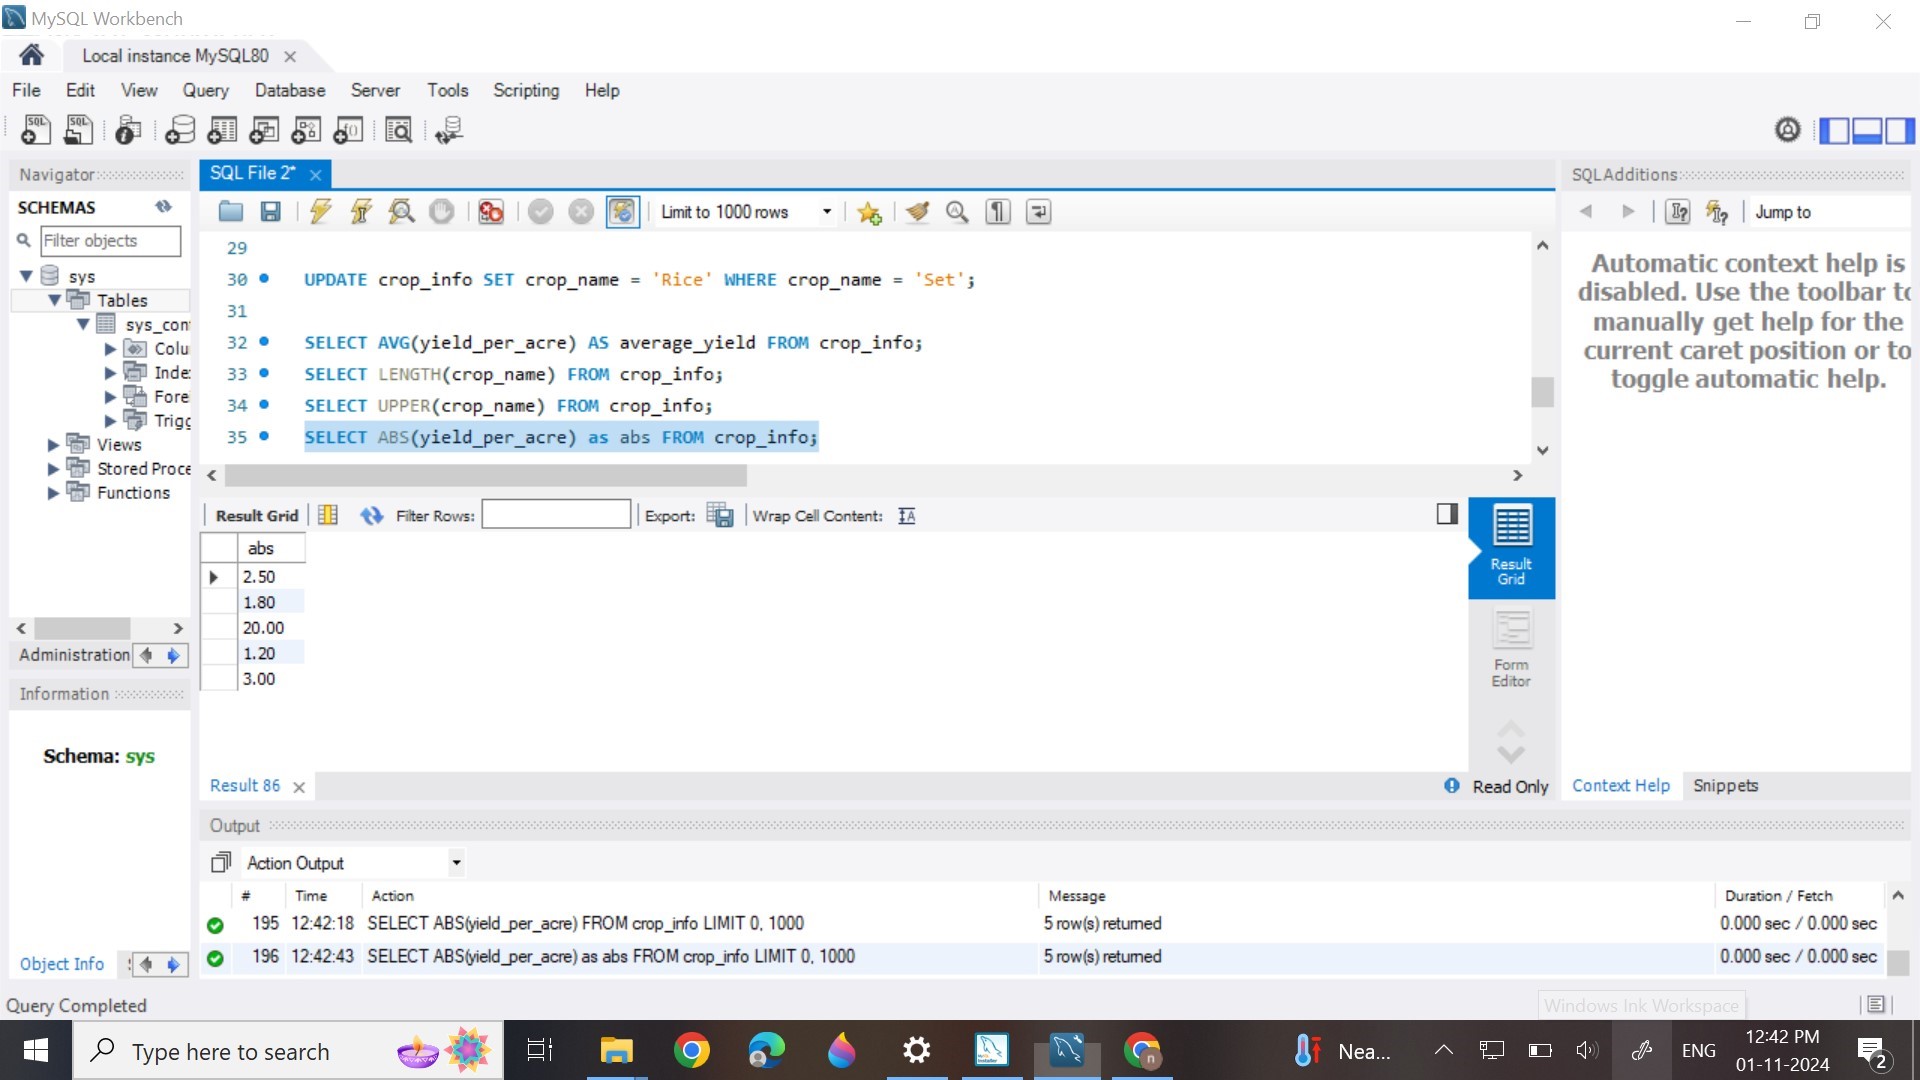 MySQL Workbench
Local instance MySQL80
File Edit View Query Database Server Tools Scripting Help
Navigator
SCHEMAS
Filter objects
sys
Tables
sys_con
Colu
Inde
Fore
Trigg
Views
Stored Proce
Functions
Administration
Information
Schema: sys
Object Info
SQL File 2*
Limit to 1000 rows
29
30 UPDATE crop_info SET crop_name = 'Rice' WHERE crop_name = 'Set';
31
32 SELECT AVG(yield_per_acre) AS average_yield FROM crop_info;
33 SELECT LENGTH(crop_name) FROM crop_info;
34 SELECT UPPER(crop_name) FROM crop_info;
35 SELECT ABS(yield_per_acre) as abs FROM crop_info;
Result Grid Filter Rows: Export: Wrap Cell Content:
abs
2.50
1.80
20.00
1.20
3.00
Result Grid
Form Editor
Result 86
Read Only
SQLAdditions
Jump to
Automatic context help is
disabled. Use the toolbar to
manually get help for the
current caret position or to
toggle automatic help.
Context Help Snippets
Output
Action Output
# Time Action Message Duration / Fetch
195 12:42:18 SELECT ABS(yield_per_acre) FROM crop_info LIMIT 0, 1000 5 row(s) returned 0.000 sec / 0.000 sec
196 12:42:43 SELECT ABS(yield_per_acre) as abs FROM crop_info LIMIT 0, 1000 5 row(s) returned 0.000 sec / 0.000 sec
Query Completed
Windows Ink Workspace
Type here to search
Nea...
ENG
12:42 PM
01-11-2024
2